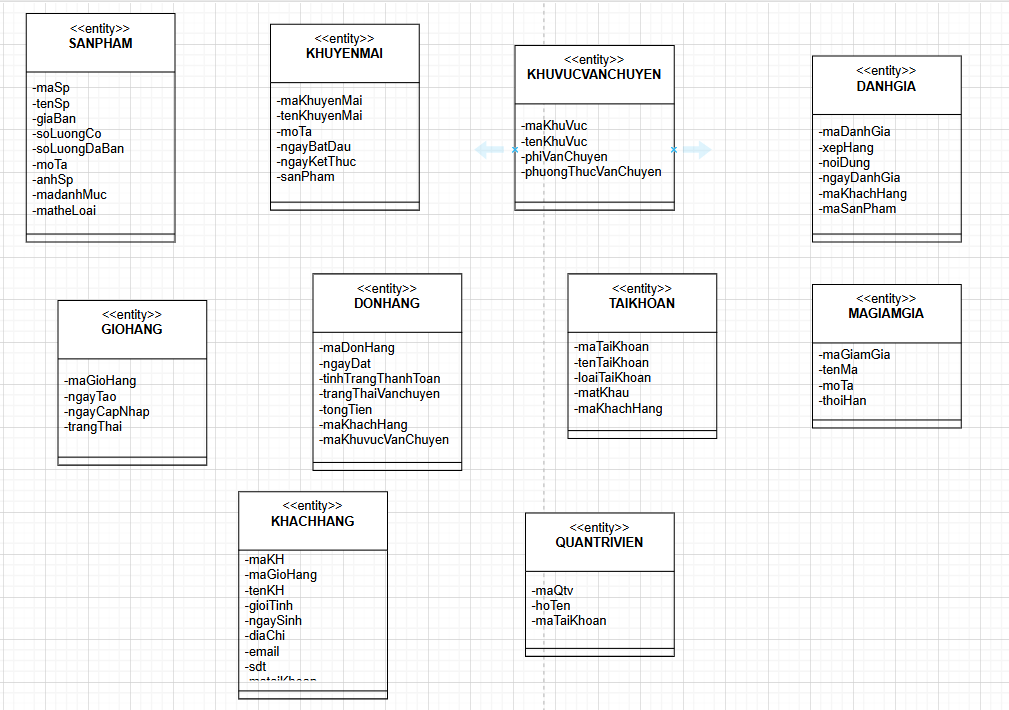 <<entity>>
SANPHAM
-maSp
-tenSp
-giaBan
-soLuongCo
-soLuongDaBan
-moTa
-anhSp
-madanhMuc
-matheLoai
<<entity>>
KHUYENMAI
-maKhuyenMai
-tenKhuyenMai
-moTa
-ngayBatDau
-ngayKetThuc
-sanPham
<<entity>>
KHUVUCVANCHUYEN
-maKhuVuc
-tenKhuVuc
-phiVanChuyen
-phuongThucVanChuyen
<<entity>>
DANHGIA
-maDanhGia
-xepHang
-noiDung
-ngayDanhGia
-maKhachHang
-maSanPham
<<entity>>
GIOHANG
-maGioHang
-ngayTao
-ngayCapNhap
-trangThai
<<entity>>
DONHANG
-maDonHang
-ngayDat
-tinhTrangThanhToan
-trangThaiVanchuyen
-tongTien
-maKhachHang
-maKhuvucVanChuyen
<<entity>>
TAIKHOAN
-maTaiKhoan
-tenTaiKhoan
-loaiTaiKhoan
-matKhau
-maKhachHang
<<entity>>
MAGIAMGIA
-maGiamGia
-tenMa
-moTa
-thoiHan
<<entity>>
KHACHHANG
-maKH
-maGioHang
-tenKH
-gioiTinh
-ngaySinh
-diaChi
-email
-sdt
<<entity>>
QUANTRIVIEN
-maQtv
-hoTen
-maTaiKhoan